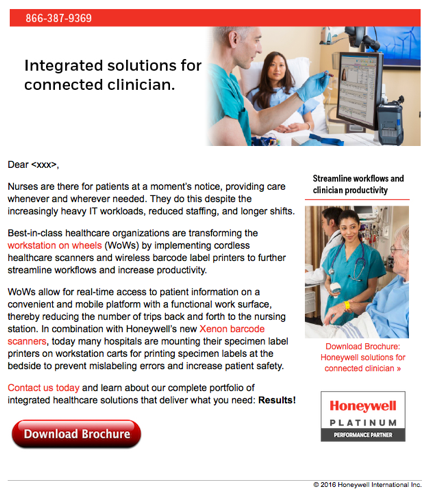 866-387-9369
Integrated solutions for
connected clinician.
Dear <xxx>,
Nurses are there for patients at a moment's notice, providing care
whenever and wherever needed. They do this despite the
increasingly heavy IT workloads, reduced staffing, and longer shifts.
Best-in-class healthcare organizations are transforming the
workstation on wheels (WoWs) by implementing cordless
healthcare scanners and wireless barcode label printers to further
streamline workflows and increase productivity.
WoWs allow for real-time access to patient information on a
convenient and mobile platform with a functional work surface,
thereby reducing the number of trips back and forth to the nursing
station. In combination with Honeywell's new Xenon barcode
scanners, today many hospitals are mounting their specimen label
printers on workstation carts for printing specimen labels at the
bedside to prevent mislabeling errors and increase patient safety.
Contact us today and learn about our complete portfolio of
integrated healthcare solutions that deliver what you need: Results!
Download Brochure
Streamline workflows and
clinician productivity
Download Brochure:
Honeywell solutions for
connected clinician »
Honeywell
PLATINUM
PERFORMANCE PARTNER
© 2016 Honeywell International Inc.